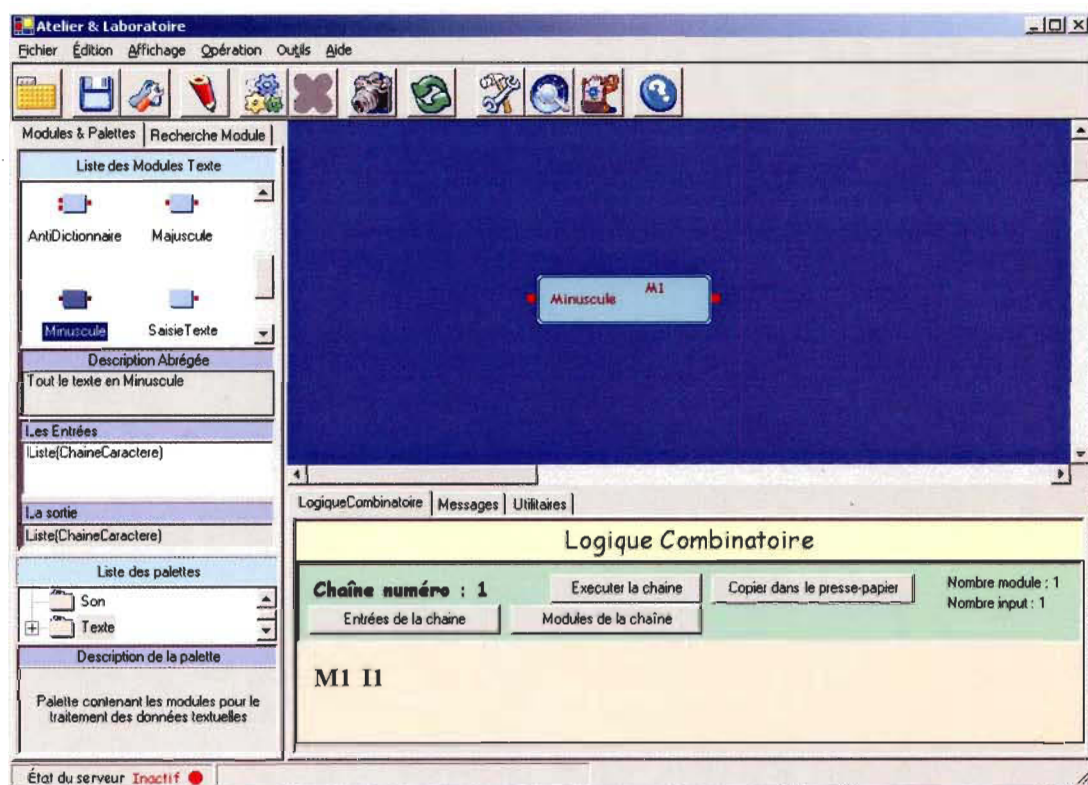 Atelier & Laboratoire
Fichier Édition Affichage Opération Outils Aide
Modules & Palettes Recherche Module
Liste des Modules Texte
AntiDictionnaire Majuscule
Minuscule SaisieTexte
Description Abrégée
Tout le texte en Minuscule
Les Entrées
Liste(ChaineCaractere)
La sortie
Liste(ChaineCaractere)
Liste des palettes
Son
Texte
Description de la palette
Palette contenant les modules pour le
traitement des données textuelles
Minuscule M1
LogiqueCombinatoire Messages Utilitaires
Logique Combinatoire
Chaîne numéro : 1 Executer la chaine Copier dans le presse-papier Nombre module : 1
Nombre input : 1
Entrées de la chaine Modules de la chaîne
M1 I1
État du serveur Inactif